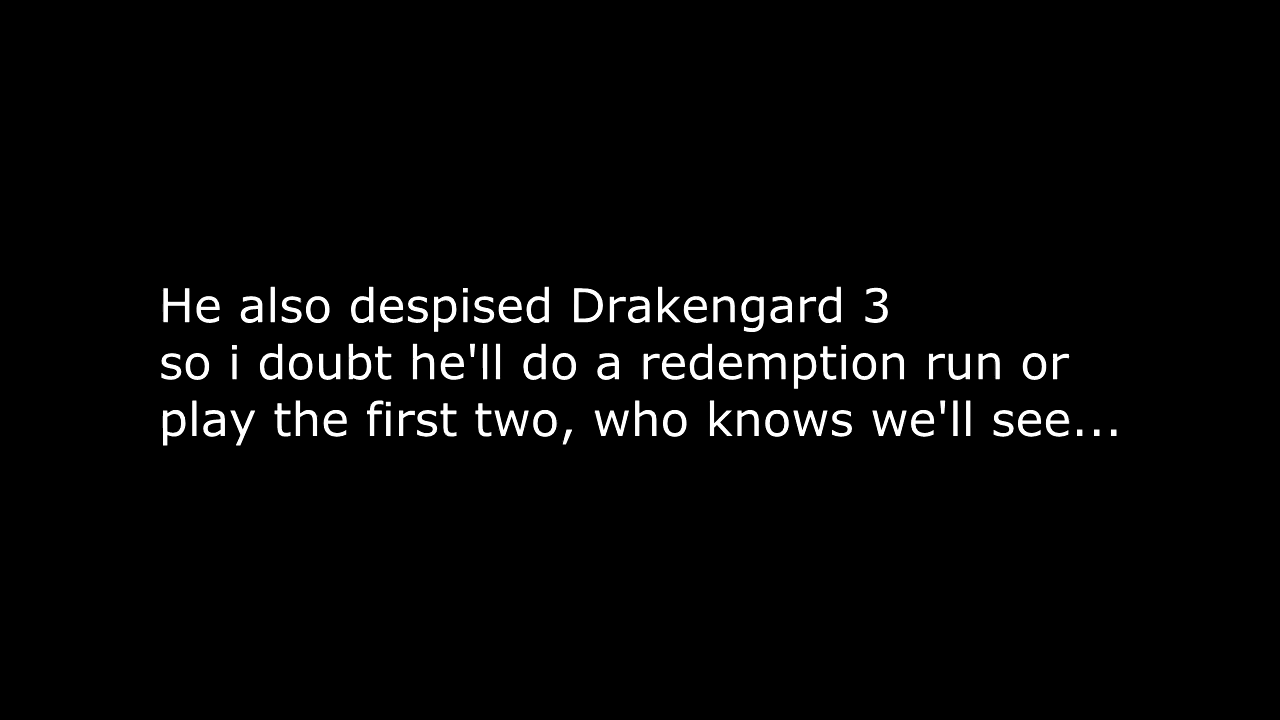 He also despised Drakengard 3
so i doubt he'll do a redemption run or
play the first two, who knows we'll see...